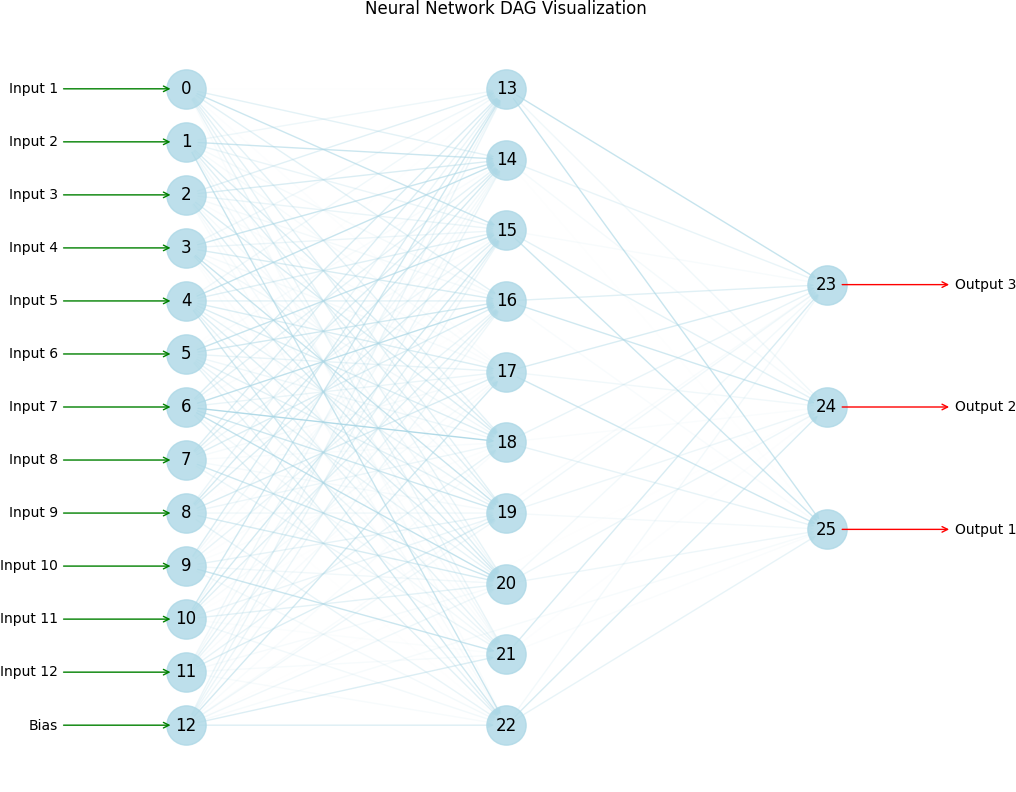 Neural Network DAG Visualization
Input 1 0 13
Input 2 1 14
Input 3 2 15
Input 4 3 16
Input 5 4 17
Input 6 5 18
Input 7 6 19
Input 8 7 20
Input 9 8 21
Input 10 9 22
Input 11 10
Input 12 11
Bias 12
23 Output 3
24 Output 2
25 Output 1